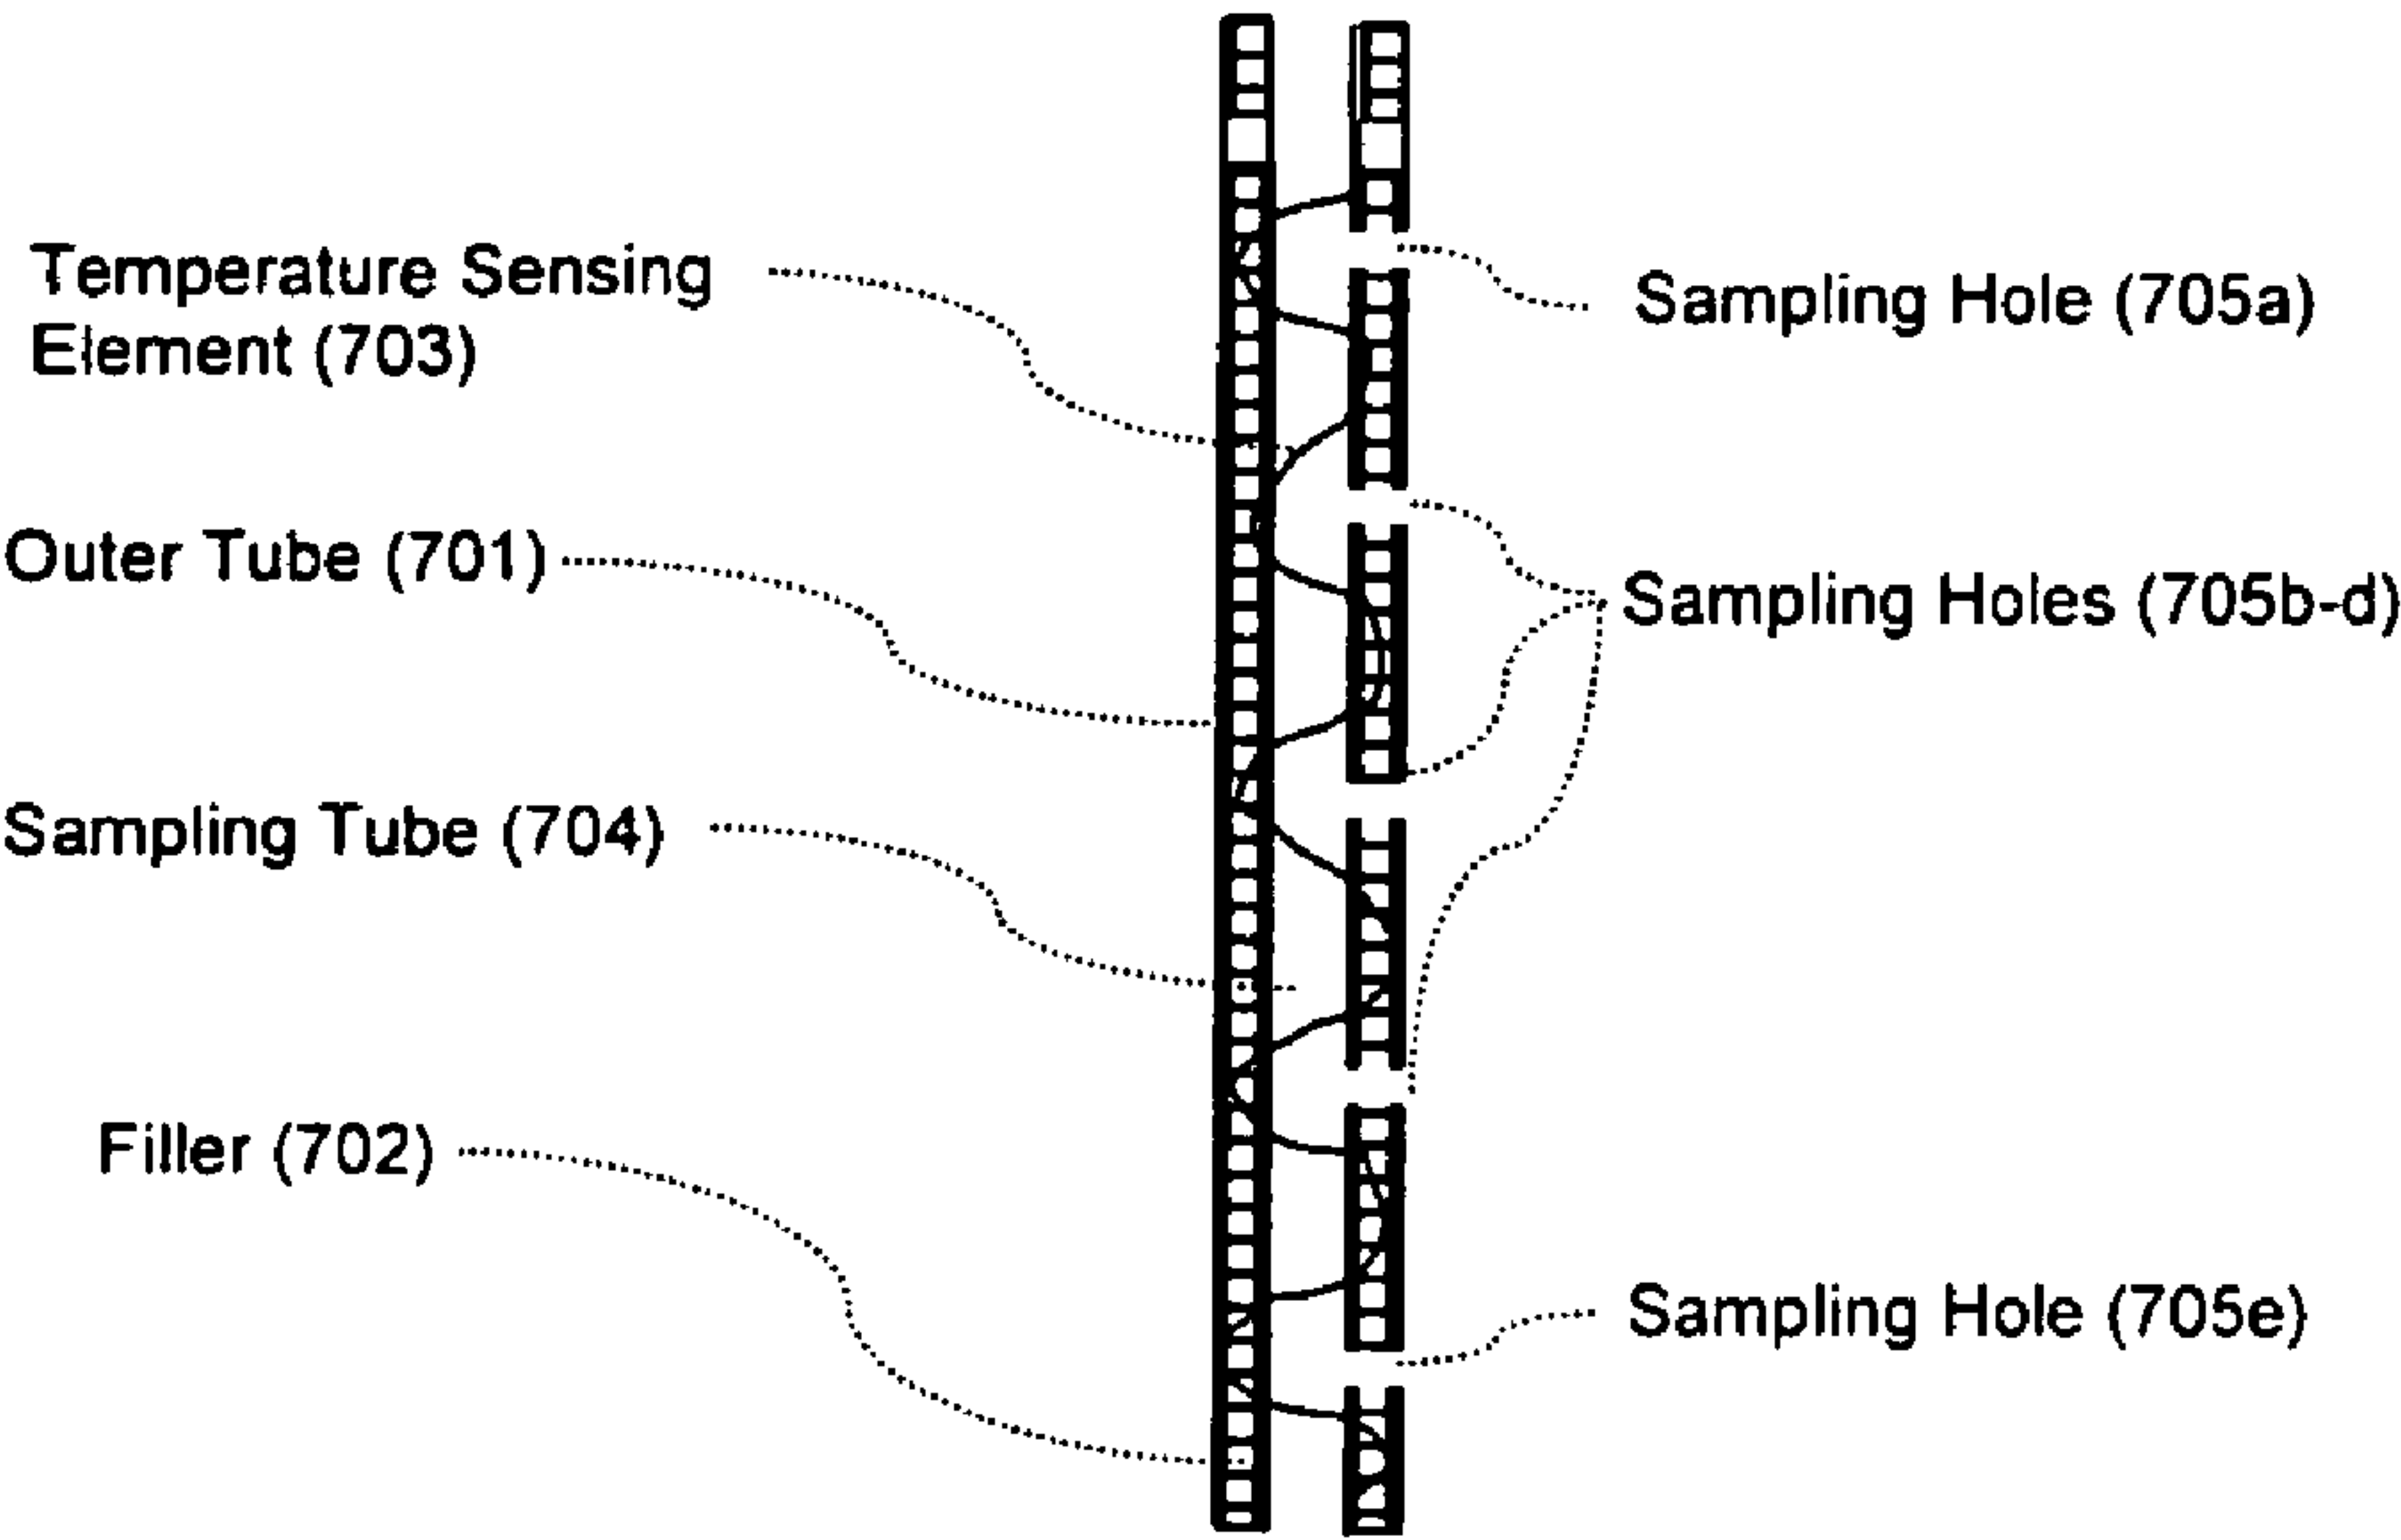 Temperature Sensing
Element (703)
Sampling Hole (705a)
Outer Tube (701)
Sampling Holes (705b-d)
Sampling Tube (704)
Filler (702)
Sampling Hole (705e)